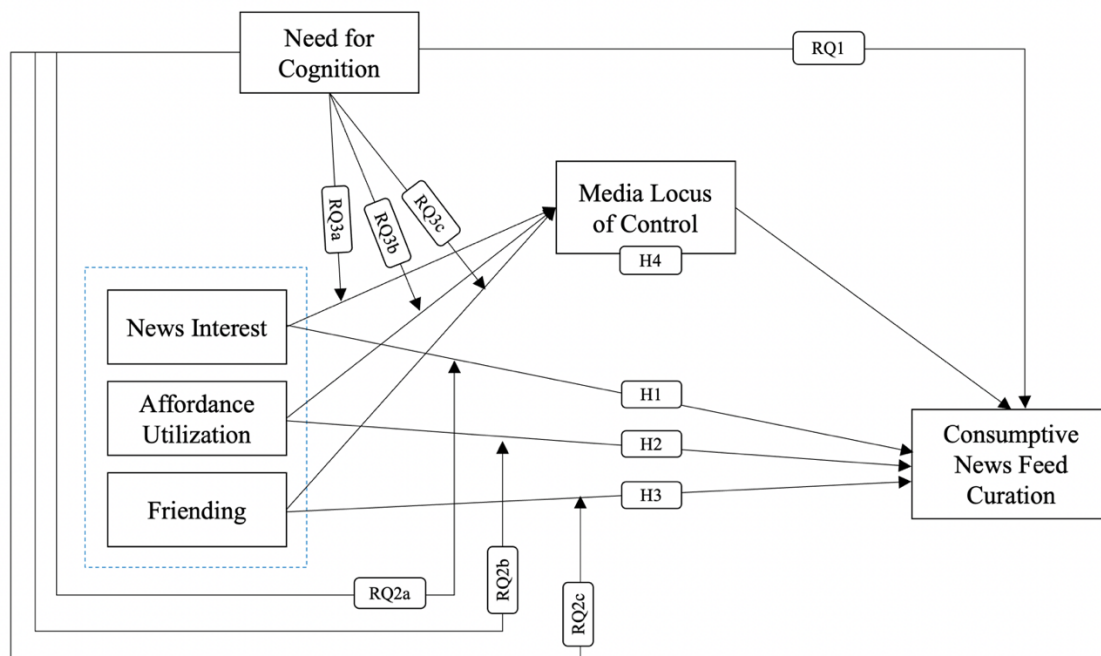 Need for
Cognition
RQ1
RQ3a
RQ3b
RQ3c
Media Locus
of Control
H4
News Interest
Affordance
Utilization
Friending
H1
H2
H3
Consumptive
News Feed
Curation
RQ2a
RQ2b
RQ2c